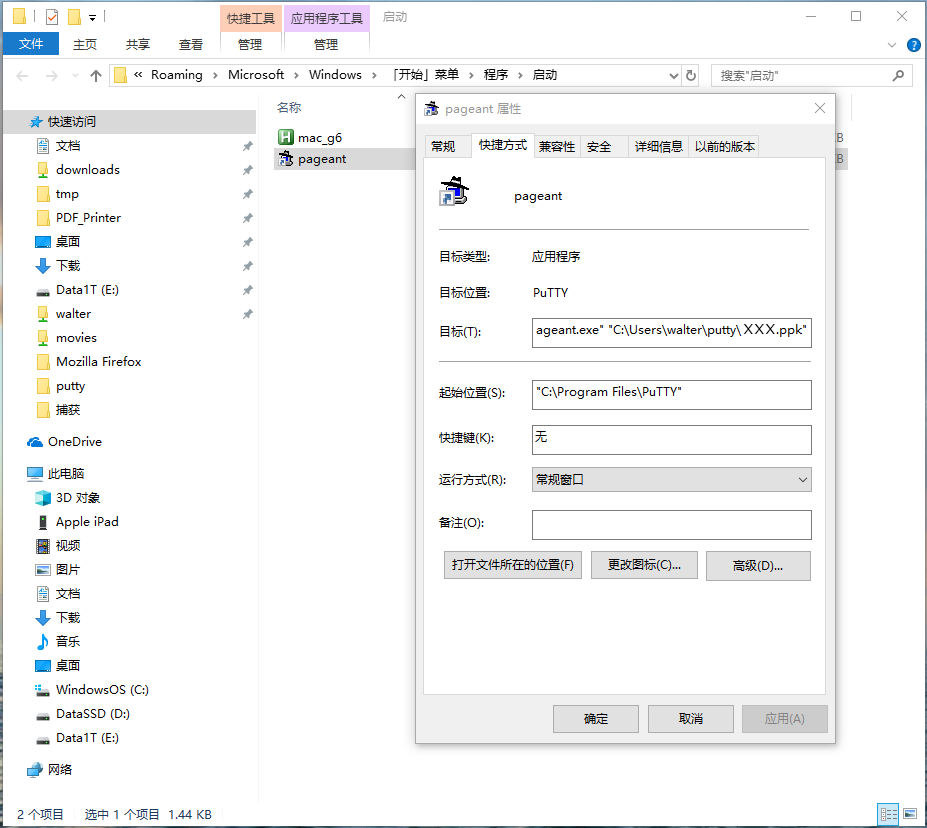 快捷工具 应用程序工具 启动
文件 主页 共享 查看 管理 管理
« Roaming > Microsoft > Windows > 「开始」菜单 > 程序 > 启动
搜索"启动"
快速访问
文档
downloads
tmp
PDF_Printer
桌面
下载
Data1T (E:)
walter
movies
Mozilla Firefox
putty
捕获
OneDrive
此电脑
3D 对象
Apple iPad
视频
图片
文档
下载
音乐
桌面
WindowsOS (C:)
DataSSD (D:)
Data1T (E:)
网络
名称
mac_g6
pageant
B
B
pageant 属性
常规 快捷方式 兼容性 安全 详细信息 以前的版本
pageant
目标类型: 应用程序
目标位置: PuTTY
目标(T): ageant.exe" "C:\Users\walter\putty\XXX.ppk"
起始位置(S): "C:\Program Files\PuTTY"
快捷键(K): 无
运行方式(R): 常规窗口
备注(O):
打开文件所在的位置(F) 更改图标(C)... 高级(D)...
确定 取消 应用(A)
2 个项目 选中 1 个项目 1.44 KB